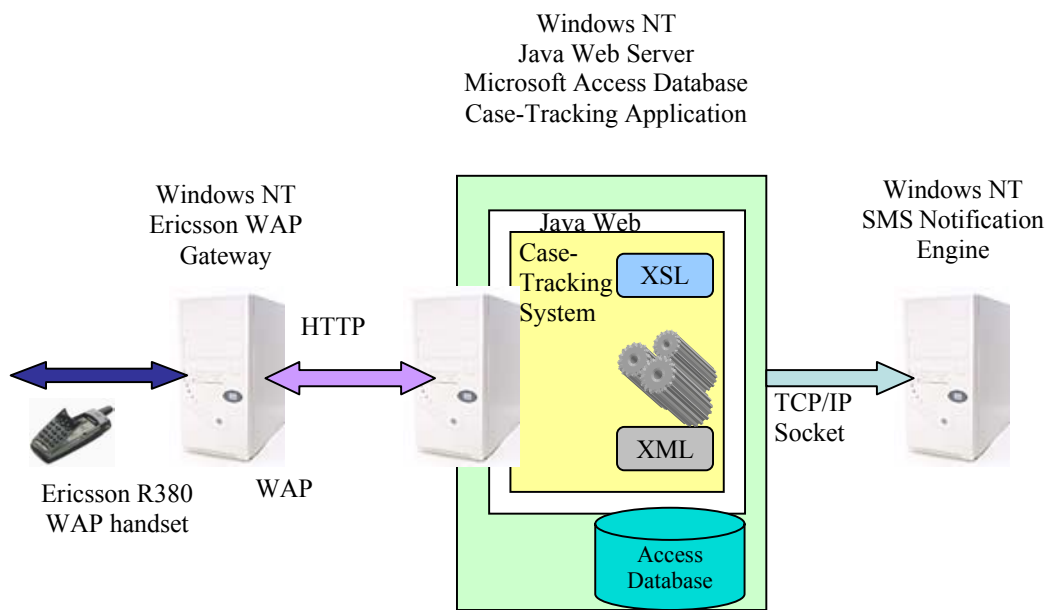 Windows NT
Java Web Server
Microsoft Access Database
Case-Tracking Application
Windows NT
Ericsson WAP
Gateway
Windows NT
SMS Notification
Engine
Java Web
Case-
Tracking
System
XSL
HTTP
TCP/IP
Socket
XML
WAP
Ericsson R380
WAP handset
Access
Database